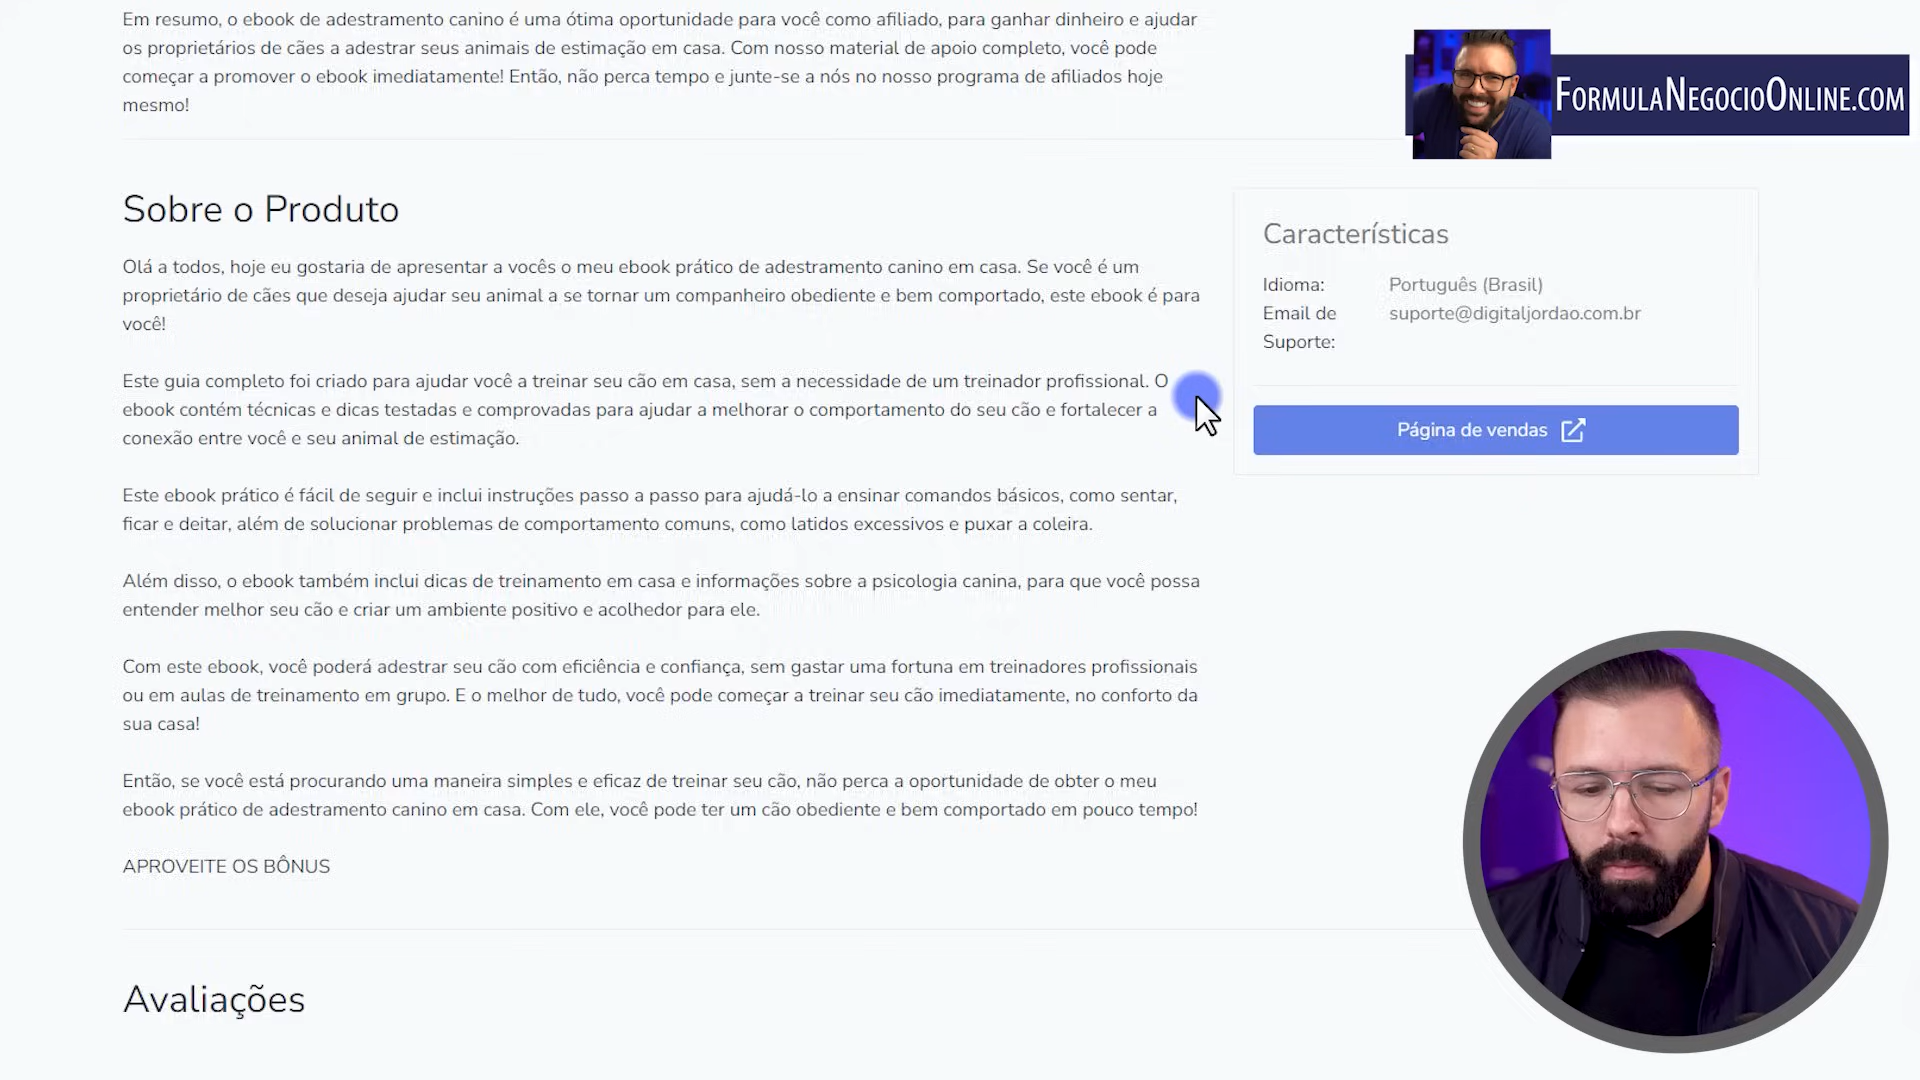 Em resumo, o ebook de adestramento canino é uma ótima oportunidade para você como afiliado, para ganhar dinheiro e ajudar
os proprietários de cães a adestrar seus animais de estimação em casa. Com nosso material de apoio completo, você pode
começar a promover o ebook imediatamente! Então, não perca tempo e junte-se a nós no nosso programa de afiliados hoje
mesmo!
FORMULANEGOCIOONLINE.COM
Sobre o Produto
Olá a todos, hoje eu gostaria de apresentar a vocês o meu ebook prático de adestramento canino em casa. Se você é um
proprietário de cães que deseja ajudar seu animal a se tornar um companheiro obediente e bem comportado, este ebook é para
você!
Este guia completo foi criado para ajudar você a treinar seu cão em casa, sem a necessidade de um treinador profissional. O
ebook contém técnicas e dicas testadas e comprovadas para ajudar a melhorar o comportamento do seu cão e fortalecer a
conexão entre você e seu animal de estimação.
Este ebook prático é fácil de seguir e inclui instruções passo a passo para ajudá-lo a ensinar comandos básicos, como sentar,
ficar e deitar, além de solucionar problemas de comportamento comuns, como latidos excessivos e puxar a coleira.
Além disso, o ebook também inclui dicas de treinamento em casa e informações sobre a psicologia canina, para que você possa
entender melhor seu cão e criar um ambiente positivo e acolhedor para ele.
Com este ebook, você poderá adestrar seu cão com eficiência e confiança, sem gastar uma fortuna em treinadores profissionais
ou em aulas de treinamento em grupo. E o melhor de tudo, você pode começar a treinar seu cão imediatamente, no conforto da
sua casa!
Então, se você está procurando uma maneira simples e eficaz de treinar seu cão, não perca a oportunidade de obter o meu
ebook prático de adestramento canino em casa. Com ele, você pode ter um cão obediente e bem comportado em pouco tempo!
APROVEITE OS BÔNUS
Características
Idioma: Português (Brasil)
Email de suporte@digitaljordao.com.br
Suporte:
Página de vendas
Avaliações